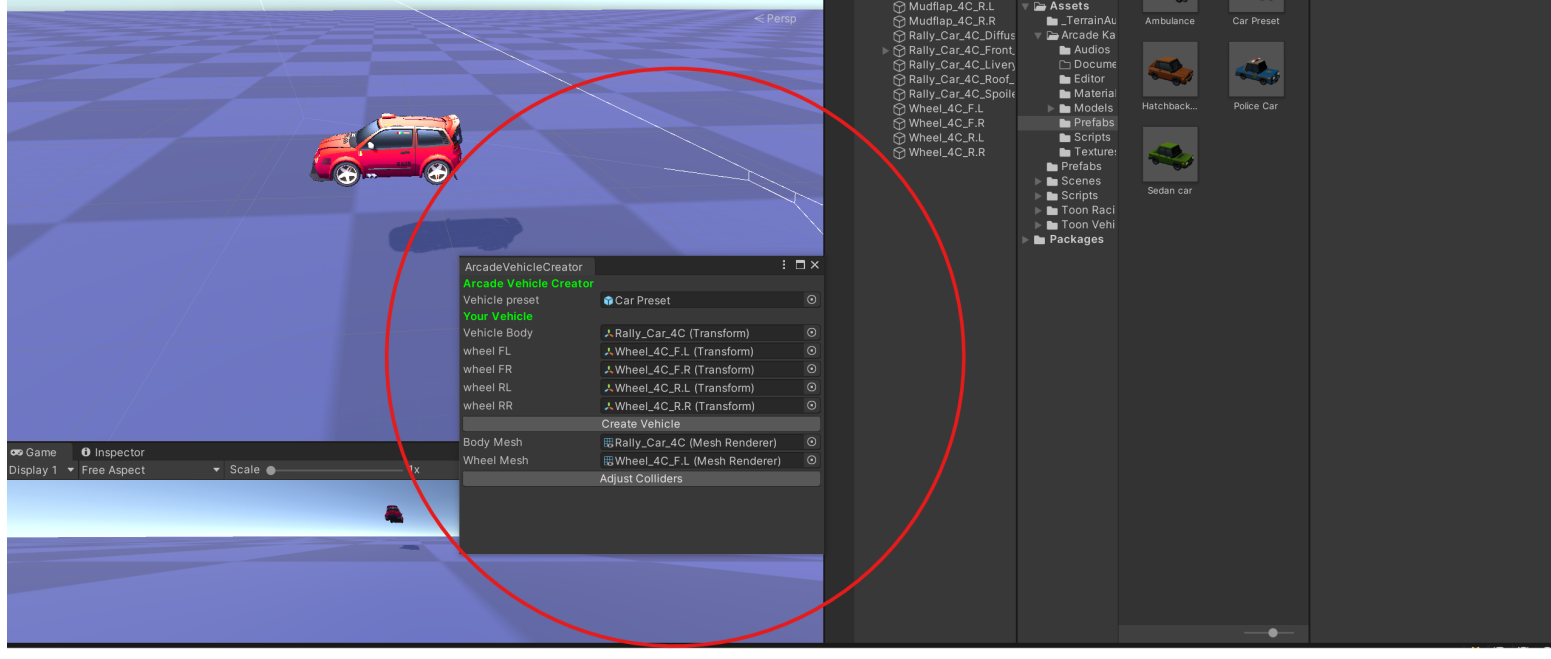 Persp
ArcadeVehicleCreator
Arcade Vehicle Creator
Vehicle preset Car Preset
Your Vehicle
Vehicle Body Rally_Car_4C (Transform)
wheel FL Wheel_4C_F.L (Transform)
wheel FR Wheel_4C_F.R (Transform)
wheel RL Wheel_4C_R.L (Transform)
wheel RR Wheel_4C_R.R (Transform)
Create Vehicle
Body Mesh Rally_Car_4C (Mesh Renderer)
Wheel Mesh Wheel_4C_F.L (Mesh Renderer)
Adjust Colliders
Game Inspector
Display 1 Free Aspect Scale 1x
Mudflap_4C_R.L
Mudflap_4C_R.R
Rally_Car_4C_Diffus
Rally_Car_4C_Front_
Rally_Car_4C_Livery
Rally_Car_4C_Roof_
Rally_Car_4C_Spoile
Wheel_4C_F.L
Wheel_4C_F.R
Wheel_4C_R.L
Wheel_4C_R.R
Assets
_TerrainAu
Arcade Ka
Audios
Docume
Editor
Material
Models
Prefabs
Scripts
Textures
Prefabs
Scenes
Scripts
Toon Raci
Toon Vehi
Packages
Ambulance Car Preset
Hatchback... Police Car
Sedan car